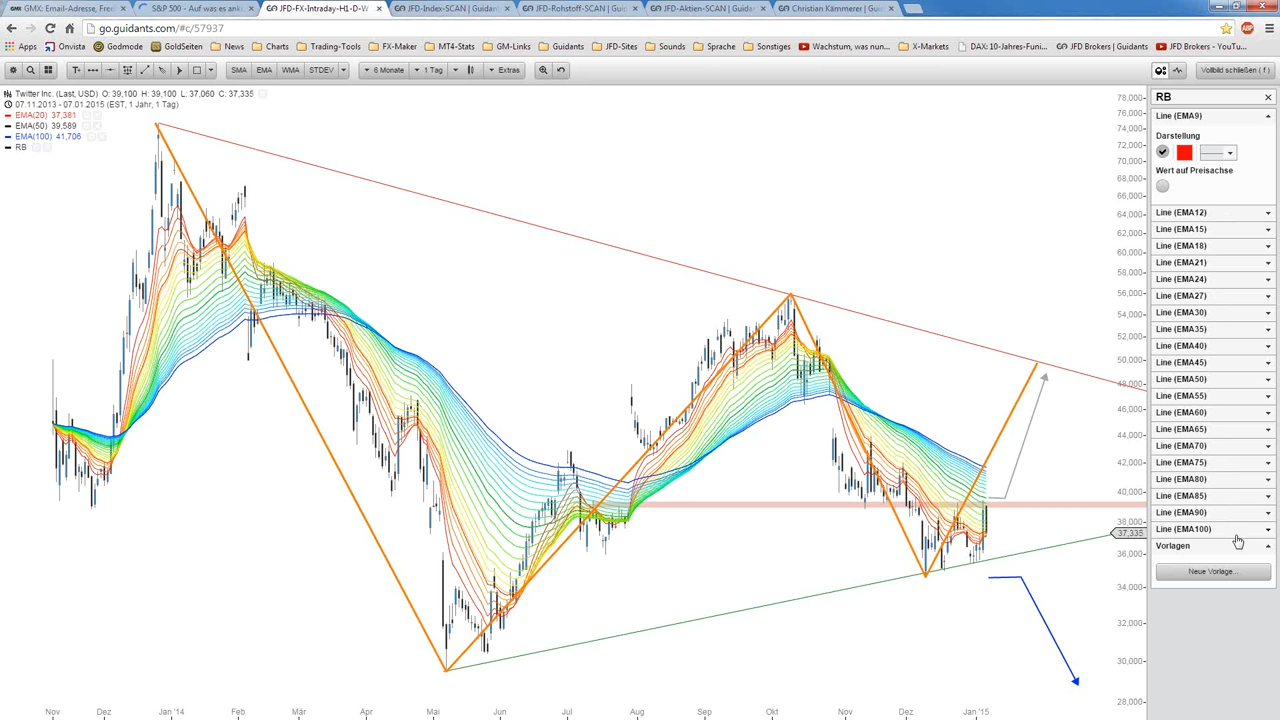 GMX: Email-Adresse, Freem
S&P 500 - Auf was es anku
JFD-FX-Intraday-H1-D-W
JFD-Index-SCAN | Guidant
JFD-Rohstoff-SCAN | Guid
JFD-Aktien-SCAN | Guidant
Christian Kämmerer | Guid
go.guidants.com/#c/57937
Apps Onvista Godmode GoldSeiten News Charts Trading-Tools FX-Maker MT4-Stats GM-Links Guidants JFD-Sites Sounds Sprache Sonstiges Wachstum, was nun... X-Markets DAX: 10-Jahres-Funi... JFD Brokers | Guidants JFD Brokers - YouTu...
SMA EMA WMA STDEV 6 Monate 1 Tag Extras Vollbild schließen ( f )
Twitter Inc. (Last, USD) O: 39,100 H: 39,100 L: 37,060 C: 37,335
07.11.2013 - 07.01.2015 (EST, 1 Jahr, 1 Tag)
EMA(20) 37,381
EMA(50) 39,589
EMA(100) 41,706
RB
78,000
76,000
74,000
72,000
70,000
68,000
66,000
64,000
62,000
60,000
58,000
56,000
54,000
52,000
50,000
48,000
46,000
44,000
42,000
40,000
38,000
37,335
36,000
34,000
32,000
30,000
28,000
Nov Dez Jan '14 Feb Mär Apr Mai Jun Jul Aug Sep Okt Nov Dez Jan '15
RB
Line (EMA9)
Darstellung
Wert auf Preisachse
Line (EMA12)
Line (EMA15)
Line (EMA18)
Line (EMA21)
Line (EMA24)
Line (EMA27)
Line (EMA30)
Line (EMA35)
Line (EMA40)
Line (EMA45)
Line (EMA50)
Line (EMA55)
Line (EMA60)
Line (EMA65)
Line (EMA70)
Line (EMA75)
Line (EMA80)
Line (EMA85)
Line (EMA90)
Line (EMA100)
Vorlagen
Neue Vorlage...